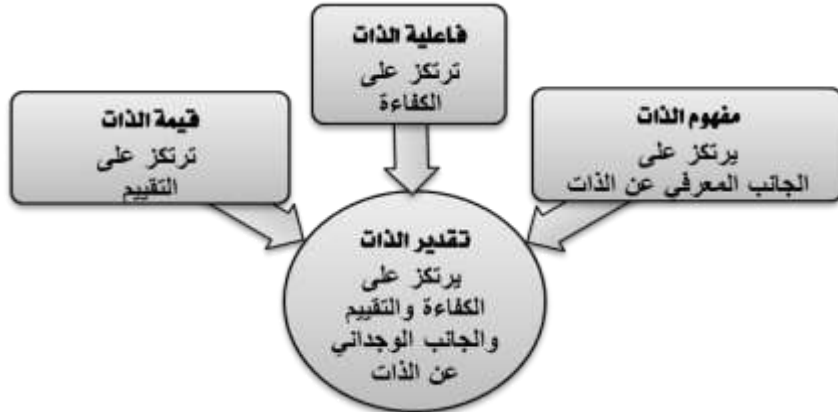 فاعلية الذات
ترتكز على
الكفاءة
مفهوم الذات
يرتكز على
الجانب المعرفي عن الذات
قيمة الذات
ترتكز على
التقييم
تقدير الذات
يرتكز على
الكفاءة والتقييم
والجانب الوجداني
عن الذات